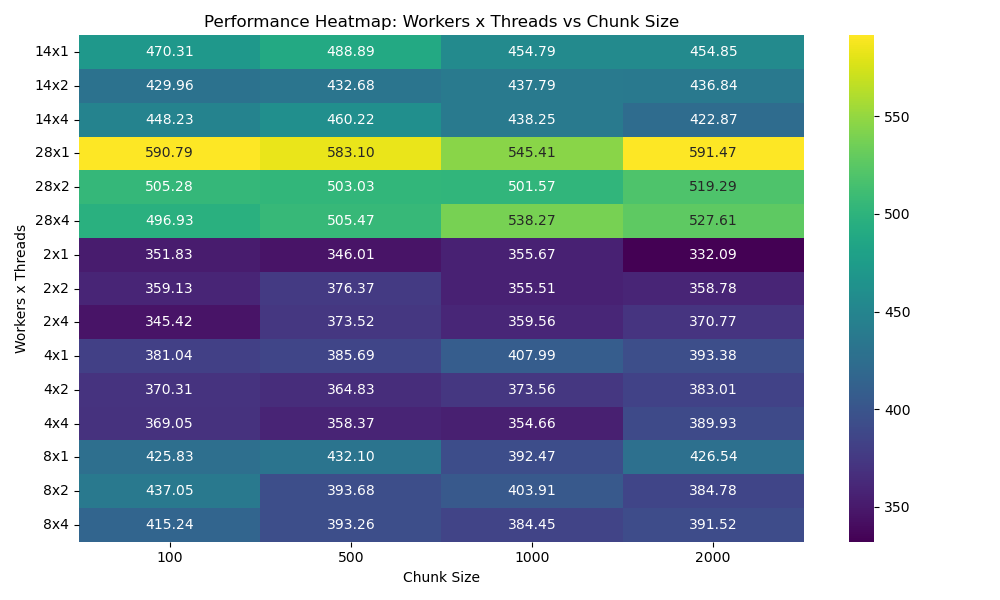 Performance Heatmap: Workers x Threads vs Chunk Size
14x1 470.31 488.89 454.79 454.85
14x2 429.96 432.68 437.79 436.84
14x4 448.23 460.22 438.25 422.87
28x1 590.79 583.10 545.41 591.47
28x2 505.28 503.03 501.57 519.29
28x4 496.93 505.47 538.27 527.61
2x1 351.83 346.01 355.67 332.09
2x2 359.13 376.37 355.51 358.78
2x4 345.42 373.52 359.56 370.77
4x1 381.04 385.69 407.99 393.38
4x2 370.31 364.83 373.56 383.01
4x4 369.05 358.37 354.66 389.93
8x1 425.83 432.10 392.47 426.54
8x2 437.05 393.68 403.91 384.78
8x4 415.24 393.26 384.45 391.52
100 500 1000 2000
Chunk Size
Workers x Threads
550
500
450
400
350